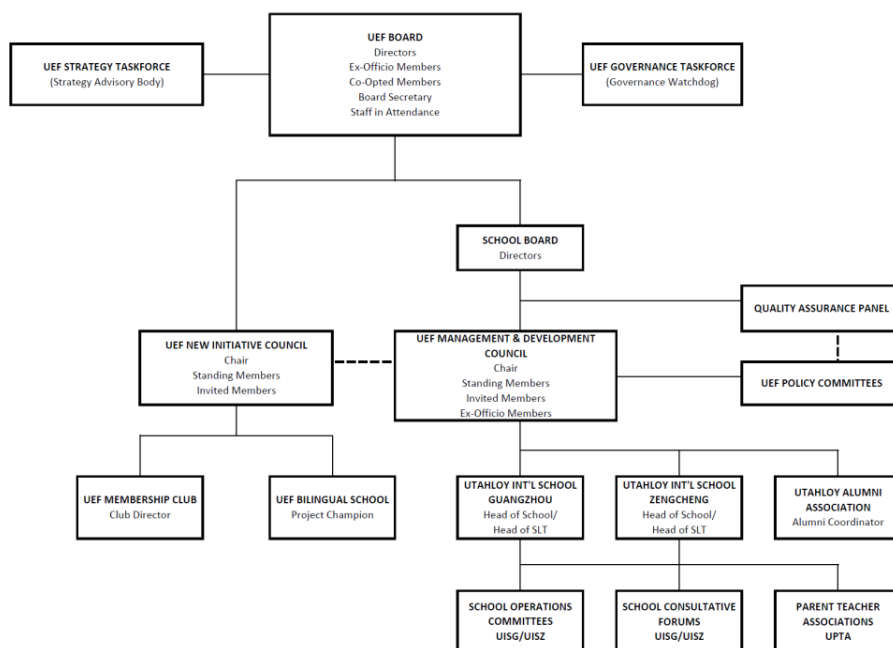 UEF BOARD
Directors
Ex-Officio Members
Co-Opted Members
Board Secretary
Staff in Attendance
UEF STRATEGY TASKFORCE
(Strategy Advisory Body)
UEF GOVERNANCE TASKFORCE
(Governance Watchdog)
SCHOOL BOARD
Directors
QUALITY ASSURANCE PANEL
UEF NEW INITIATIVE COUNCIL
Chair
Standing Members
Invited Members
UEF MANAGEMENT & DEVELOPMENT
COUNCIL
Chair
Standing Members
Invited Members
Ex-Officio Members
UEF POLICY COMMITTEES
UEF MEMBERSHIP CLUB
Club Director
UEF BILINGUAL SCHOOL
Project Champion
UTAHLOY INT'L SCHOOL
GUANGZHOU
Head of School/
Head of SLT
UTAHLOY INT'L SCHOOL
ZENGCHENG
Head of School/
Head of SLT
UTAHLOY ALUMNI
ASSOCIATION
Alumni Coordinator
SCHOOL OPERATIONS
COMMITTEES
UISG/UISZ
SCHOOL CONSULTATIVE
FORUMS
UISG/UISZ
PARENT TEACHER
ASSOCIATIONS
UPTA